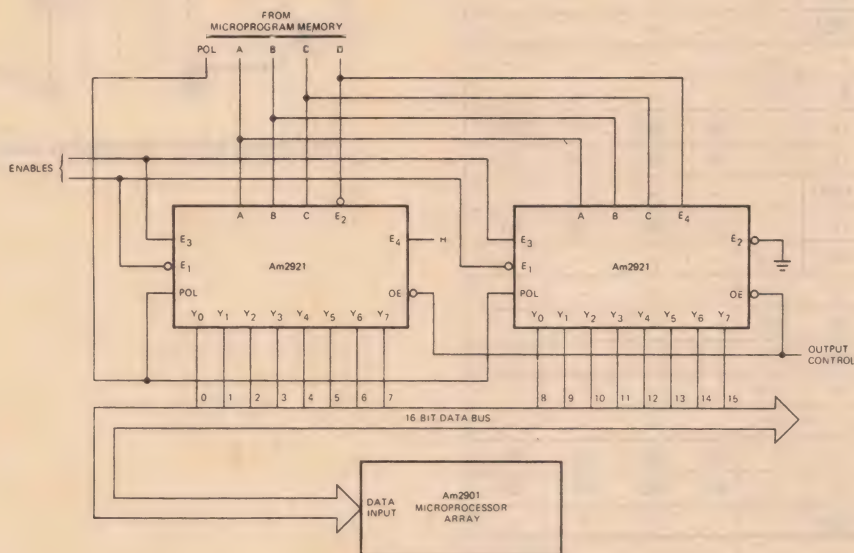 FROM
MICROPROGRAM MEMORY
POL A B C D
ENABLES
A B C E2
A B C E4
E3 E4 H
E3 E2
E1 Am2921
E1 Am2921
POL OE
POL OE
Y0 Y1 Y2 Y3 Y4 Y5 Y6 Y7
Y0 Y1 Y2 Y3 Y4 Y5 Y6 Y7
OUTPUT
CONTROL
0 1 2 3 4 5 6 7
8 9 10 11 12 13 14 15
16 BIT DATA BUS
DATA
INPUT
Am2901
MICROPROCESSOR
ARRAY